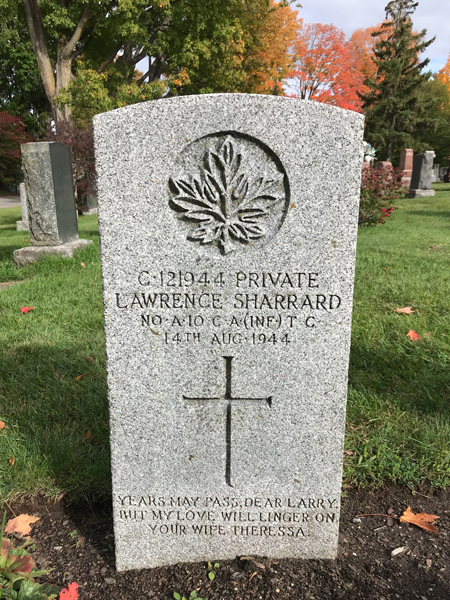 C·121944 PRIVATE
LAWRENCE SHARRARD
No·A·10·C·A·(INF)T·C·
14TH AUG·1944
YEARS MAY PASS, DEAR LARRY,
BUT MY LOVE WILL LINGER ON
YOUR WIFE THERESSA.